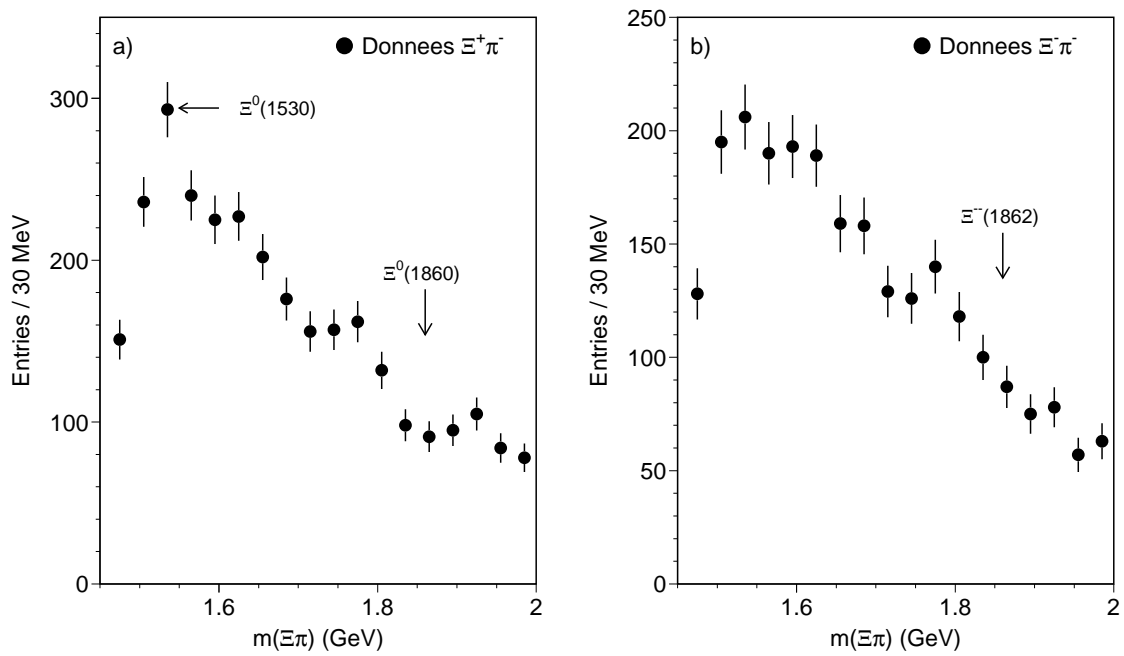 a)
● Donnees Ξ⁺π⁻
Ξ⁰(1530)
Ξ⁰(1860)
300
200
100
0
Entries / 30 MeV
1.6
1.8
2
m(Ξπ) (GeV)
b)
● Donnees Ξ⁻π⁻
Ξ⁻⁻(1862)
250
200
150
100
50
0
Entries / 30 MeV
1.6
1.8
2
m(Ξπ) (GeV)